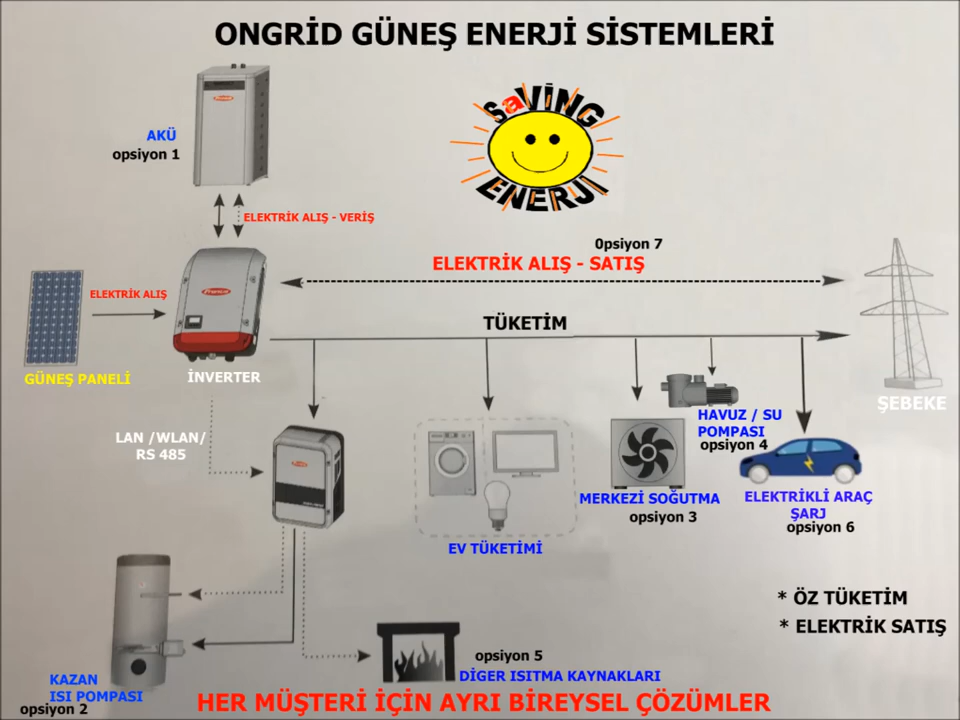 ONGRİD GÜNEŞ ENERJİ SİSTEMLERİ
SaVİNG
ENERJI
AKÜ
opsiyon 1
ELEKTRİK ALIŞ - VERİŞ
0psiyon 7
ELEKTRİK ALIŞ - SATIŞ
ELEKTRİK ALIŞ
Fronius
TÜKETİM
GÜNEŞ PANELİ
İNVERTER
ŞEBEKE
LAN /WLAN/
RS 485
HAVUZ / SU
POMPASI
opsiyon 4
MERKEZİ SOĞUTMA
opsiyon 3
ELEKTRİKLİ ARAÇ
ŞARJ
opsiyon 6
EV TÜKETİMİ
* ÖZ TÜKETİM
* ELEKTRİK SATIŞ
opsiyon 5
DİGER ISITMA KAYNAKLARI
KAZAN
ISI POMPASI
opsiyon 2
HER MÜŞTERİ İÇİN AYRI BİREYSEL ÇÖZÜMLER